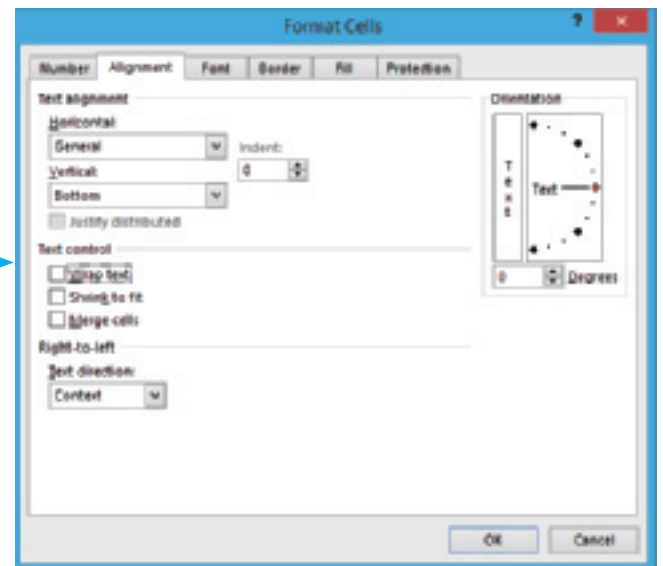 Format Cells ?
Number Alignment Font Border Fill Protection
Text alignment
Horizontal:
General
Indent:
Vertical:
0
Bottom
Justify distributed
Text control
Wrap text
Shrink to fit
Merge cells
Right-to-left
Text direction:
Context
Orientation
Text
Text
0 Degrees
OK Cancel